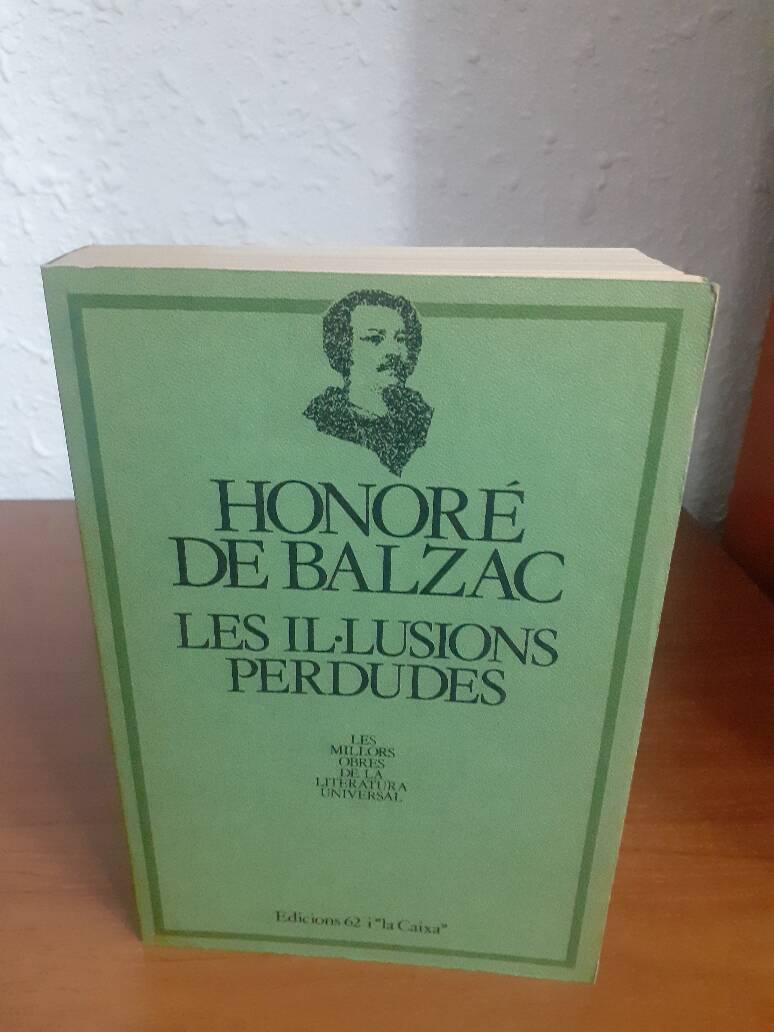 HONORÉ
DE BALZAC
LES IL·LUSIONS
PERDUDES
LES
MILLORS
OBRES
DE LA
LITERATURA
UNIVERSAL
Edicions 62 i "la Caixa"